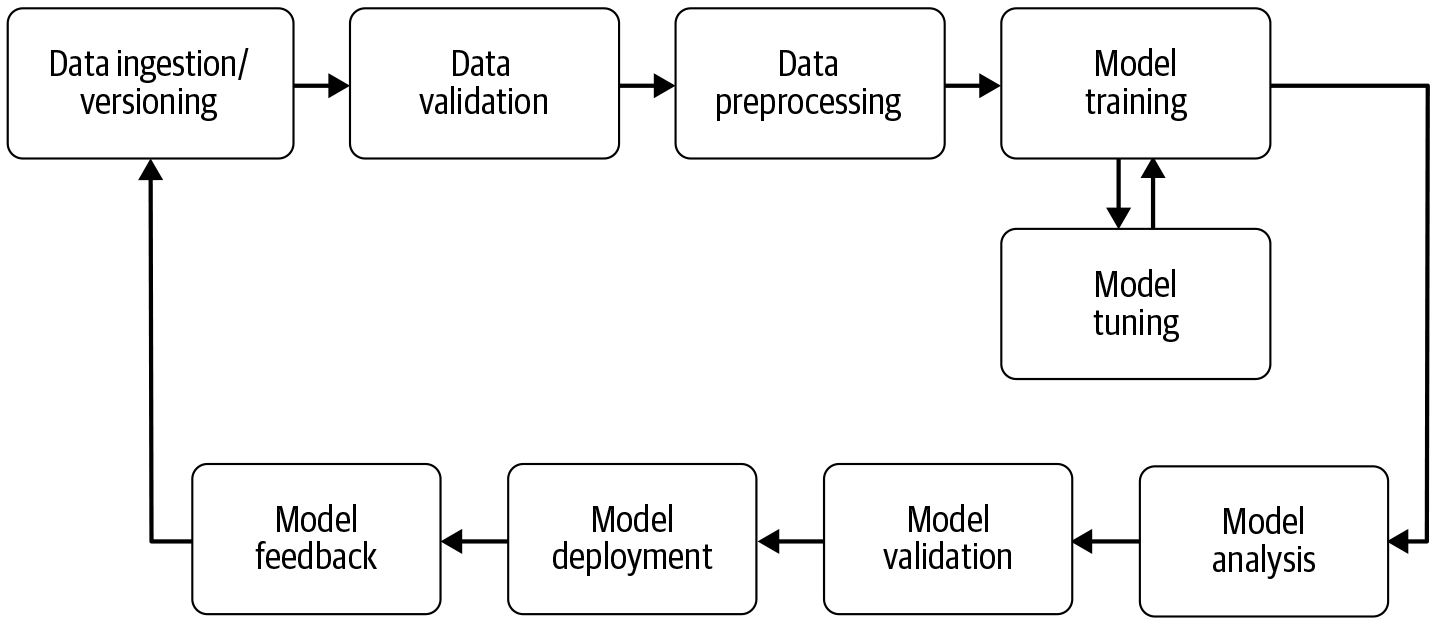 Data ingestion/
versioning
Data
validation
Data
preprocessing
Model
training
Model
tuning
Model
feedback
Model
deployment
Model
validation
Model
analysis